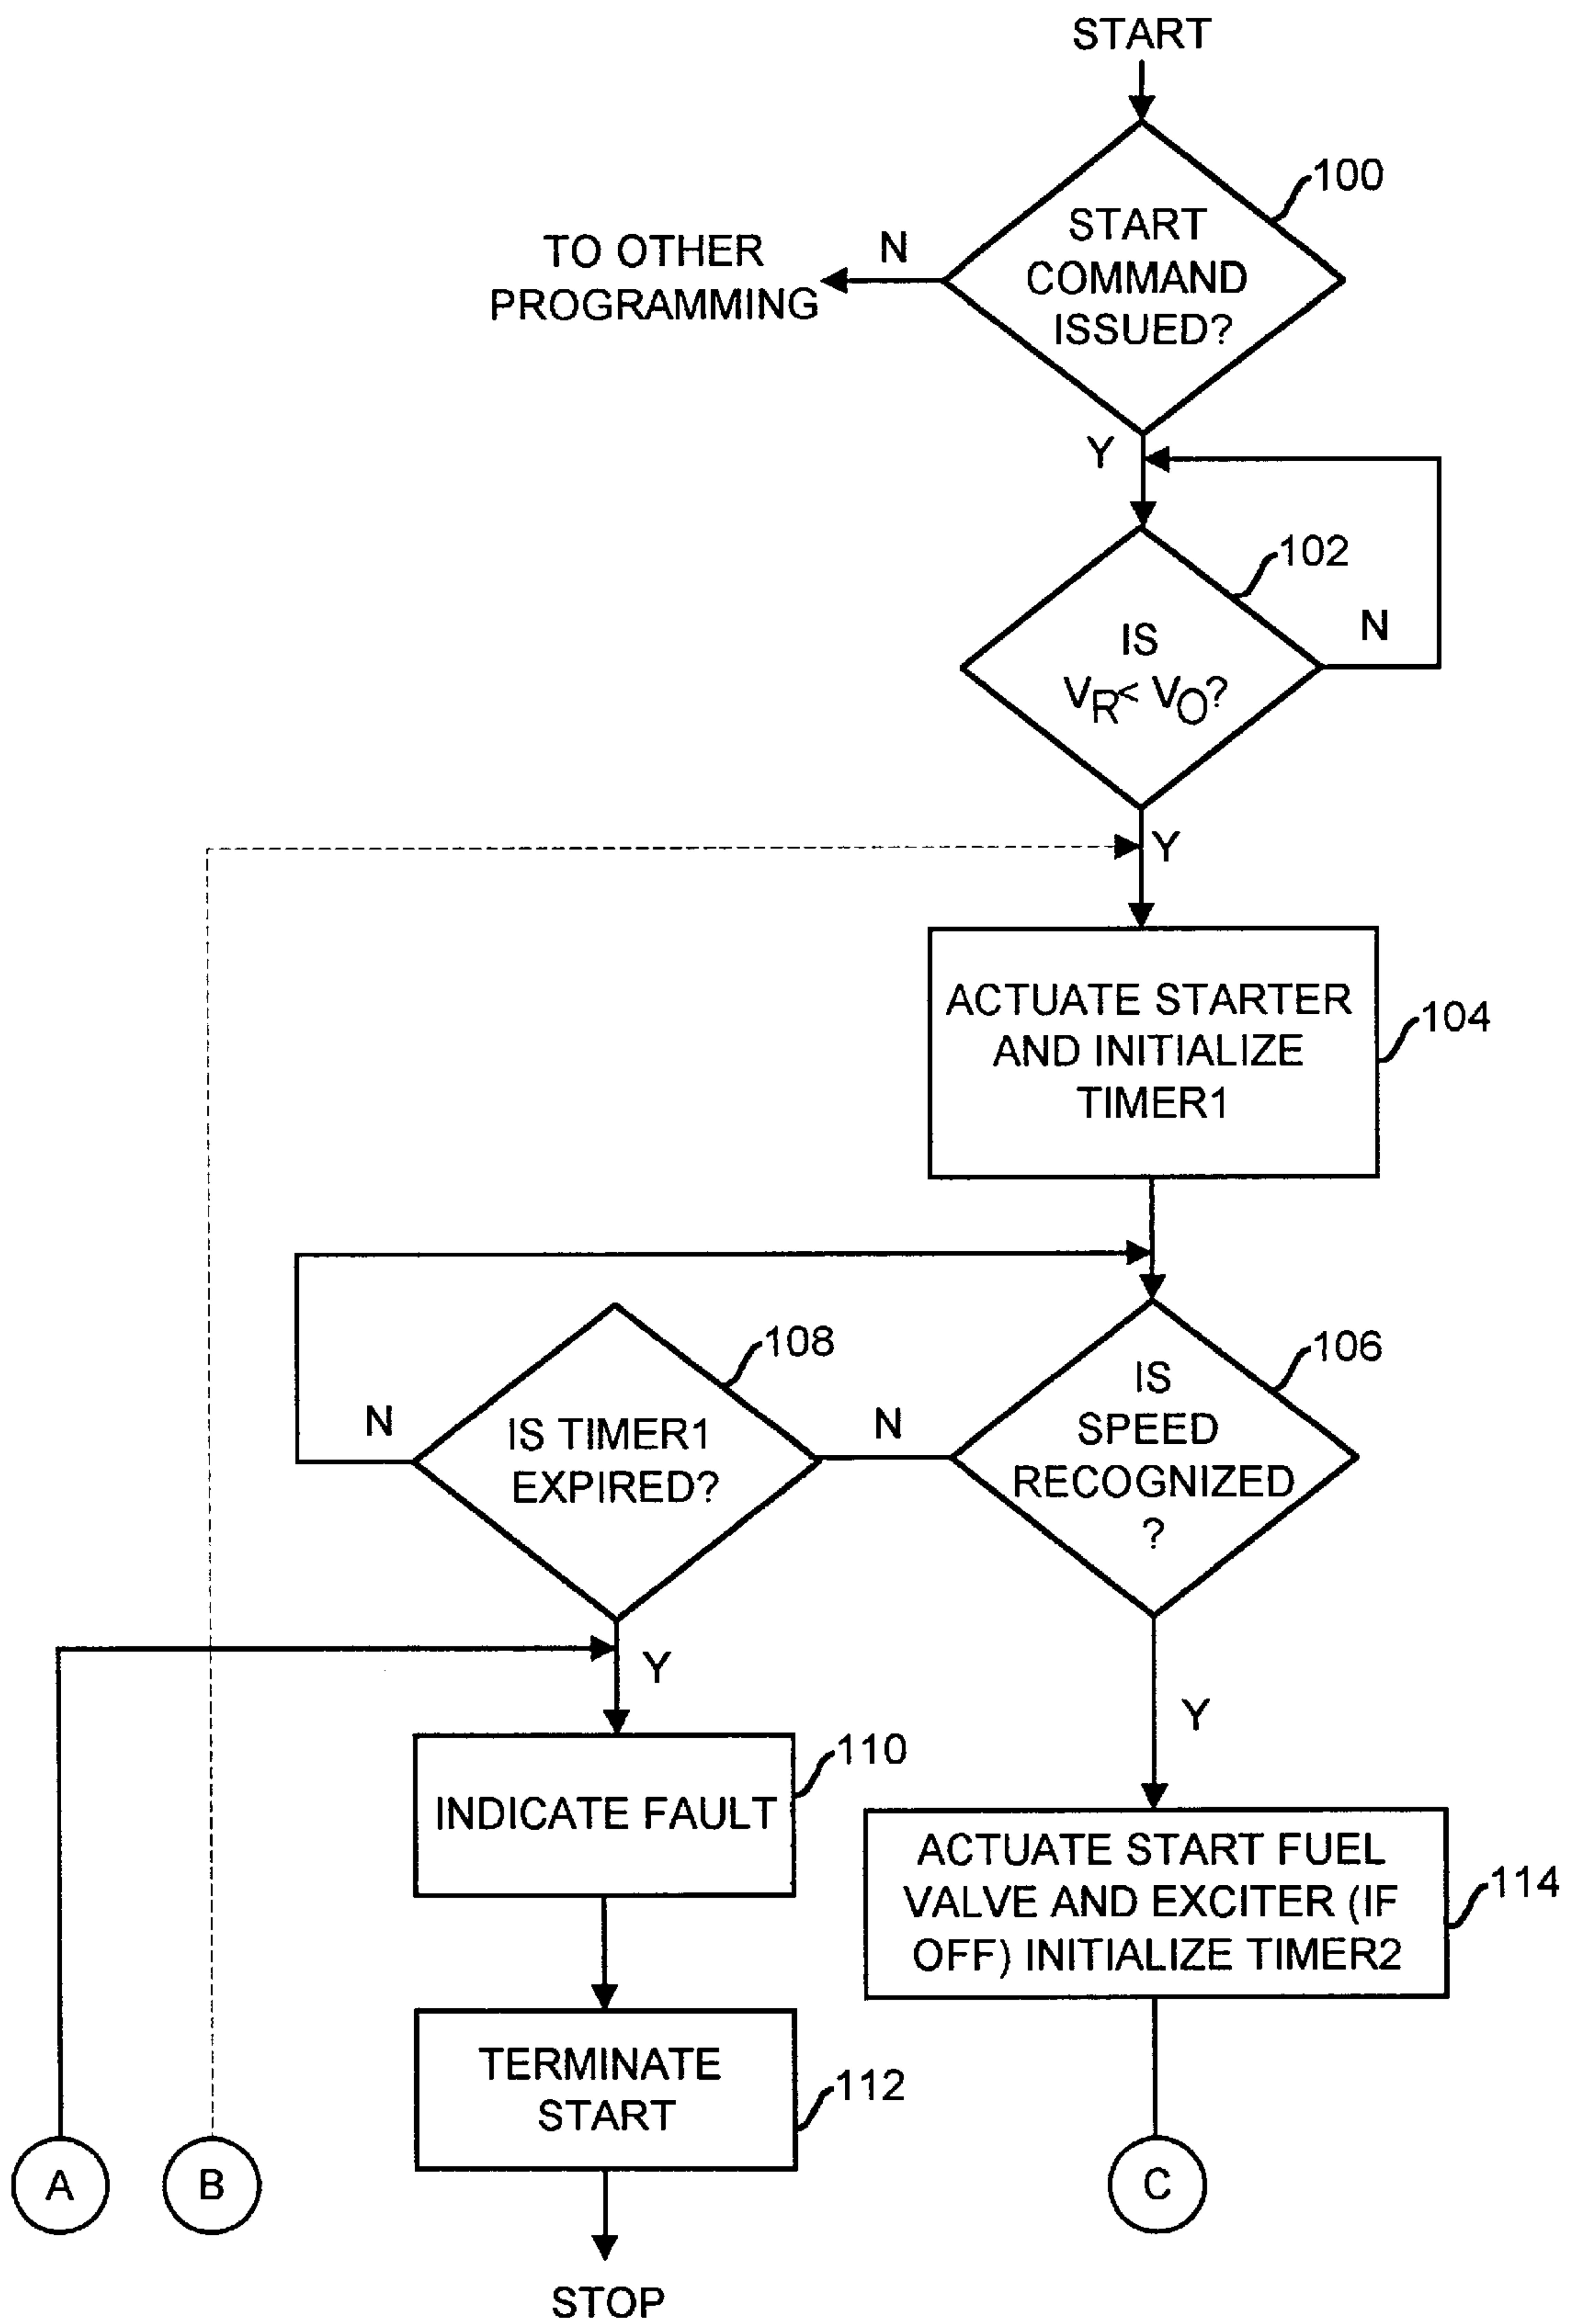 START
100
START
COMMAND
ISSUED?
N
TO OTHER
PROGRAMMING
Y
102
IS
VR< VO?
N
Y
ACTUATE STARTER
AND INITIALIZE
TIMER1
104
108
IS TIMER1
EXPIRED?
N
N
106
IS
SPEED
RECOGNIZED
?
Y
Y
INDICATE FAULT
110
ACTUATE START FUEL
VALVE AND EXCITER (IF
OFF) INITIALIZE TIMER2
114
TERMINATE
START
112
A
B
C
STOP